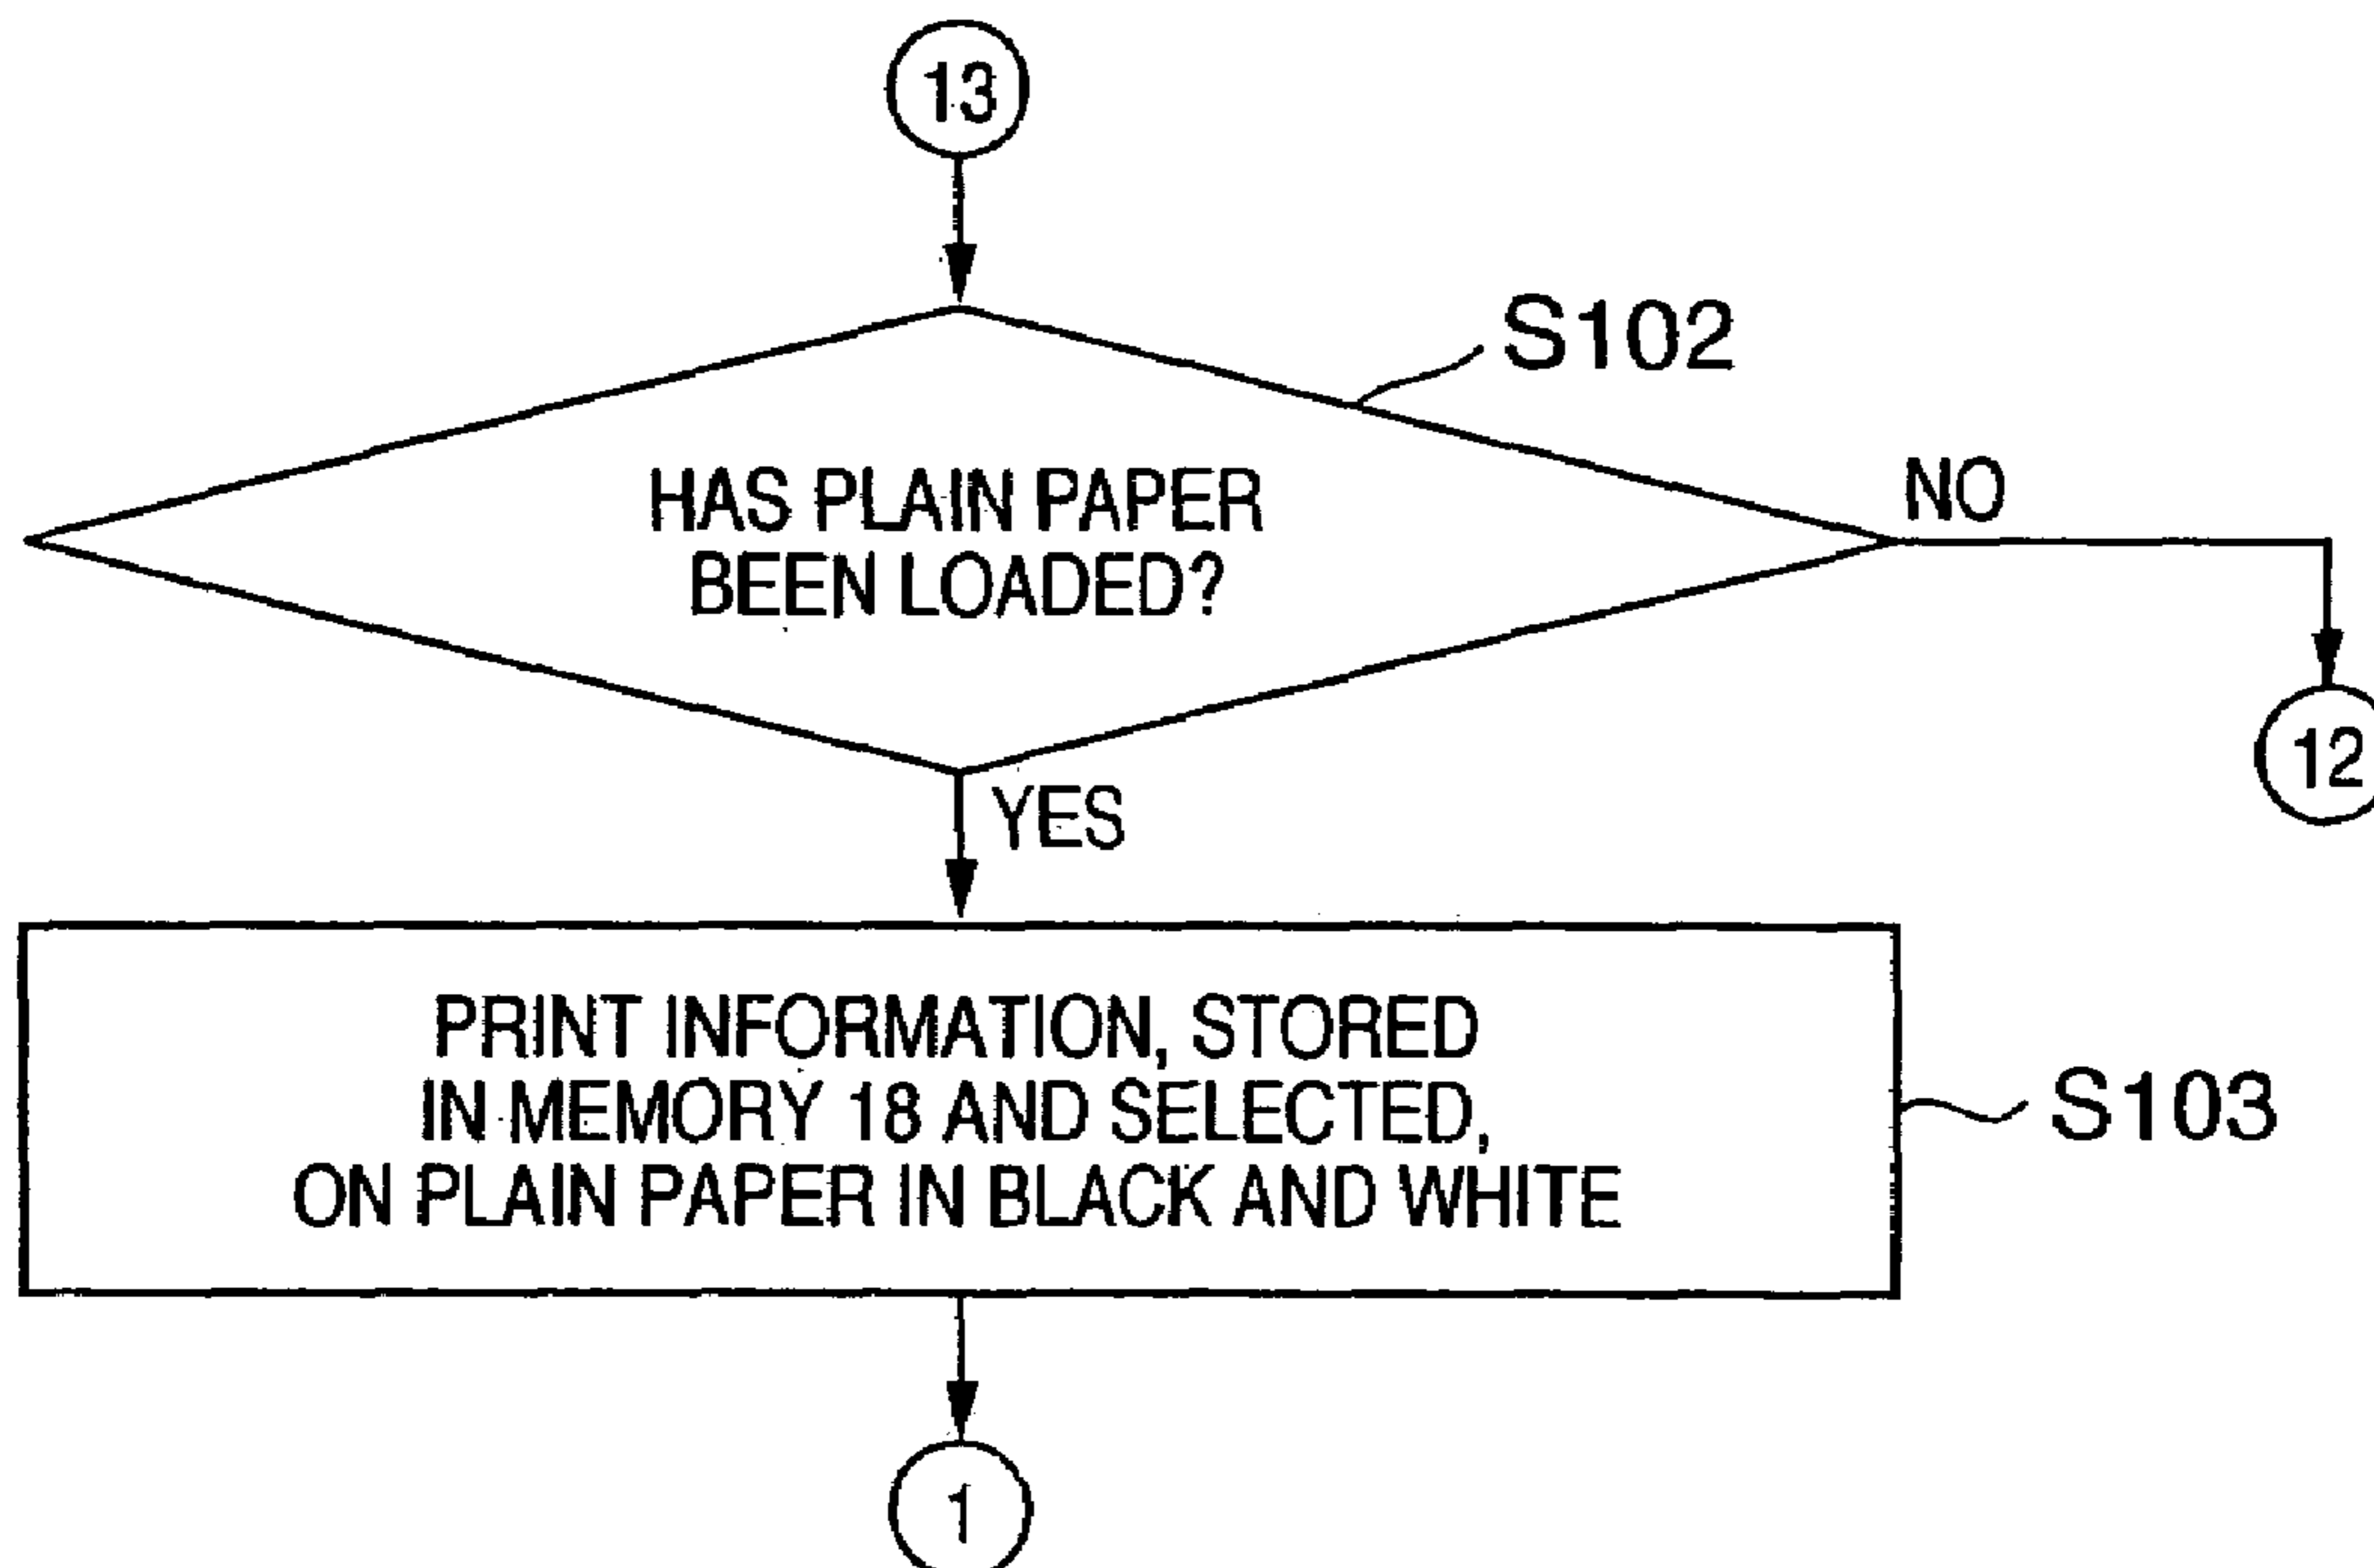 13
S102
HAS PLAIN PAPER
BEEN LOADED?
NO
12
YES
PRINT INFORMATION, STORED
IN MEMORY 18 AND SELECTED,
ON PLAIN PAPER IN BLACK AND WHITE
S103
1